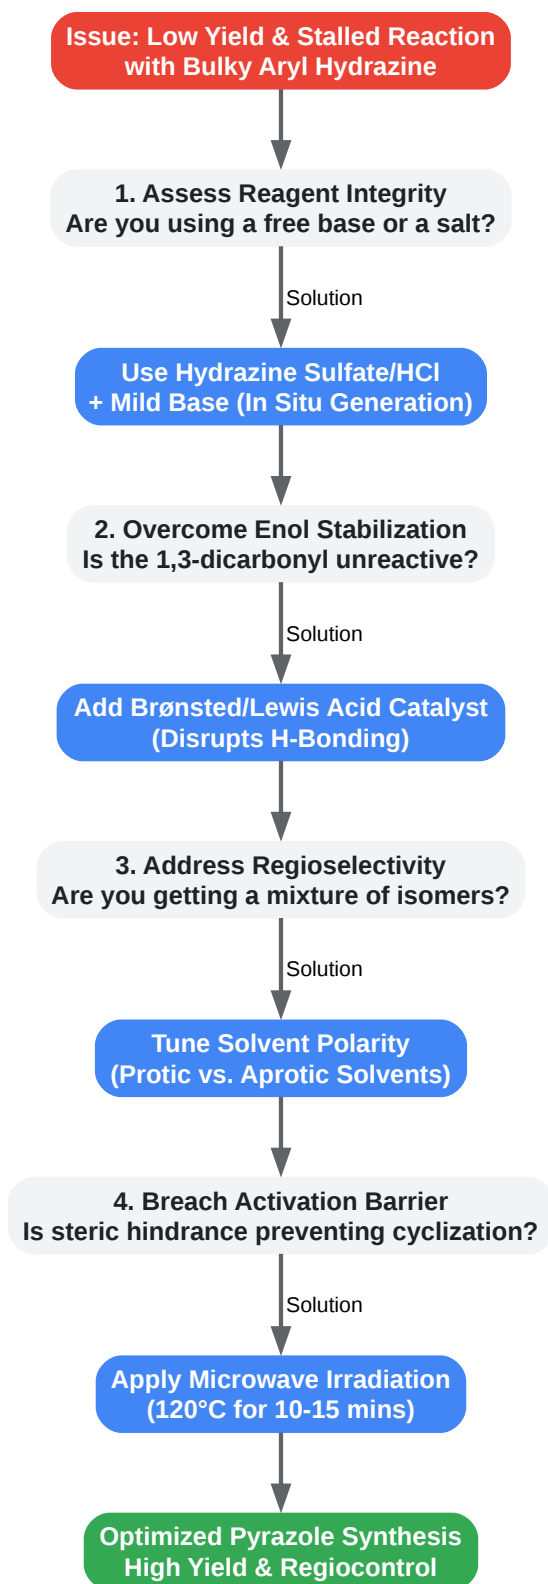 Issue: Low Yield & Stalled Reaction
with Bulky Aryl Hydrazine
1. Assess Reagent Integrity
Are you using a free base or a salt?
Solution
Use Hydrazine Sulfate/HCl
+ Mild Base (In Situ Generation)
2. Overcome Enol Stabilization
Is the 1,3-dicarbonyl unreactive?
Solution
Add Brønsted/Lewis Acid Catalyst
(Disrupts H-Bonding)
3. Address Regioselectivity
Are you getting a mixture of isomers?
Solution
Tune Solvent Polarity
(Protic vs. Aprotic Solvents)
4. Breach Activation Barrier
Is steric hindrance preventing cyclization?
Solution
Apply Microwave Irradiation
(120°C for 10-15 mins)
Optimized Pyrazole Synthesis
High Yield & Regiocontrol